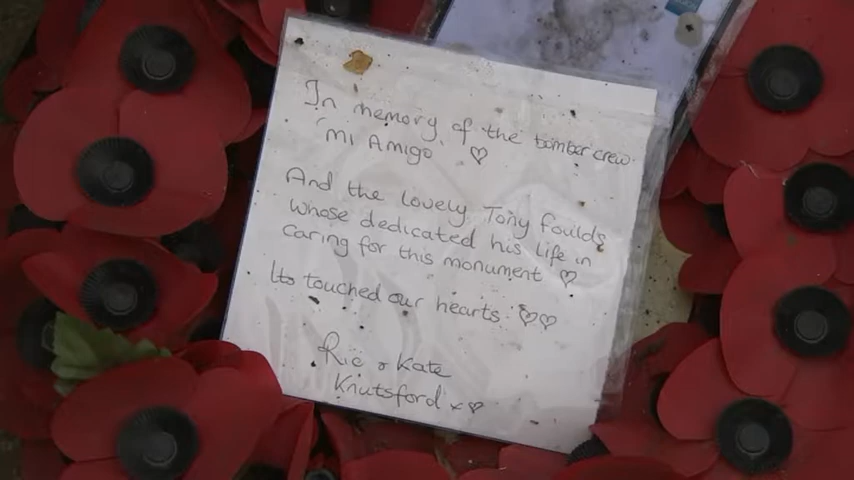 In memory of the bomber crew
'Mi Amigo' ♡
And the lovely Tony Foulds
whose dedicated his life in
caring for this monument ♡
Its touched our hearts ♡♡
Ric & Kate
Knutsford x♡